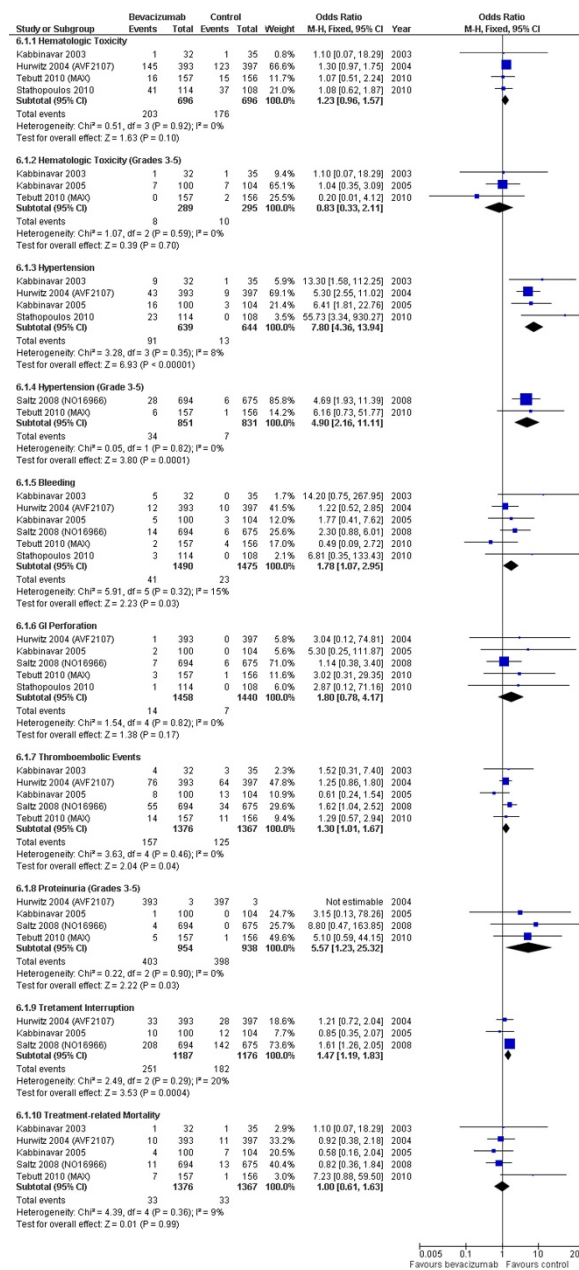 Bevacizumab Control Odds Ratio Odds Ratio
Study or Subgroup Events Total Events Total Weight M-H, Fixed, 95% CI Year M-H, Fixed, 95% CI
6.1.1 Hematologic Toxicity
Kabbinavar 2003 1 32 1 35 0.8% 1.10 [0.07, 18.29] 2003
Hurwitz 2004 (AVF2107) 145 393 123 397 66.6% 1.30 [0.97, 1.75] 2004
Tebutt 2010 (MAX) 16 157 15 156 11.6% 1.07 [0.51, 2.24] 2010
Stathopoulos 2010 41 114 37 108 21.0% 1.08 [0.62, 1.87] 2010
Subtotal (95% CI) 696 696 100.0% 1.23 [0.96, 1.57]
Total events 203 176
Heterogeneity: Chi² = 0.51, df = 3 (P = 0.92); I² = 0%
Test for overall effect: Z = 1.63 (P = 0.10)
6.1.2 Hematologic Toxicity (Grades 3-5)
Kabbinavar 2003 1 32 1 35 9.4% 1.10 [0.07, 18.29] 2003
Kabbinavar 2005 7 100 7 104 65.1% 1.04 [0.35, 3.09] 2005
Tebutt 2010 (MAX) 0 157 2 156 25.5% 0.20 [0.01, 4.12] 2010
Subtotal (95% CI) 289 295 100.0% 0.83 [0.33, 2.11]
Total events 8 10
Heterogeneity: Chi² = 1.07, df = 2 (P = 0.59); I² = 0%
Test for overall effect: Z = 0.39 (P = 0.70)
6.1.3 Hypertension
Kabbinavar 2003 9 32 1 35 5.9% 13.30 [1.58, 112.25] 2003
Hurwitz 2004 (AVF2107) 43 393 9 397 69.1% 5.30 [2.55, 11.02] 2004
Kabbinavar 2005 16 100 3 104 21.5% 6.41 [1.81, 22.76] 2005
Stathopoulos 2010 23 114 0 108 3.5% 55.73 [3.34, 930.27] 2010
Subtotal (95% CI) 639 644 100.0% 7.80 [4.36, 13.94]
Total events 91 13
Heterogeneity: Chi² = 3.28, df = 3 (P = 0.35); I² = 8%
Test for overall effect: Z = 6.93 (P < 0.00001)
6.1.4 Hypertension (Grade 3-5)
Saltz 2008 (NO16966) 28 694 6 675 85.8% 4.69 [1.93, 11.39] 2008
Tebutt 2010 (MAX) 6 157 1 156 14.2% 6.16 [0.73, 51.77] 2010
Subtotal (95% CI) 851 831 100.0% 4.90 [2.16, 11.11]
Total events 34 7
Heterogeneity: Chi² = 0.05, df = 1 (P = 0.82); I² = 0%
Test for overall effect: Z = 3.80 (P = 0.0001)
6.1.5 Bleeding
Kabbinavar 2003 5 32 0 35 1.7% 14.20 [0.75, 267.95] 2003
Hurwitz 2004 (AVF2107) 12 393 10 397 41.5% 1.22 [0.52, 2.85] 2004
Kabbinavar 2005 5 100 3 104 12.0% 1.77 [0.41, 7.62] 2005
Saltz 2008 (NO16966) 14 694 6 675 25.7% 2.30 [0.88, 6.01] 2008
Tebutt 2010 (MAX) 2 157 4 156 17.0% 0.49 [0.09, 2.72] 2010
Stathopoulos 2010 3 114 0 108 2.1% 6.81 [0.35, 133.43] 2010
Subtotal (95% CI) 1490 1475 100.0% 1.78 [1.07, 2.95]
Total events 41 23
Heterogeneity: Chi² = 5.91, df = 5 (P = 0.32); I² = 15%
Test for overall effect: Z = 2.23 (P = 0.03)
6.1.6 GI Perforation
Hurwitz 2004 (AVF2107) 1 393 0 397 5.8% 3.04 [0.12, 74.81] 2004
Kabbinavar 2005 2 100 0 104 5.6% 5.30 [0.25, 111.87] 2005
Saltz 2008 (NO16966) 7 694 6 675 70.9% 1.14 [0.38, 3.40] 2008
Tebutt 2010 (MAX) 3 157 1 156 11.6% 3.02 [0.31, 29.35] 2010
Stathopoulos 2010 1 114 0 108 6.0% 2.87 [0.12, 71.16] 2010
Subtotal (95% CI) 1458 1440 100.0% 1.80 [0.78, 4.17]
Total events 14 7
Heterogeneity: Chi² = 1.54, df = 4 (P = 0.82); I² = 0%
Test for overall effect: Z = 1.38 (P = 0.17)
6.1.7 Thromboembolic Events
Kabbinavar 2003 4 32 3 35 2.3% 1.52 [0.31, 7.40] 2003
Hurwitz 2004 (AVF2107) 76 393 64 397 47.8% 1.25 [0.86, 1.80] 2004
Kabbinavar 2005 8 100 13 104 10.9% 0.61 [0.24, 1.54] 2005
Saltz 2008 (NO16966) 55 694 34 675 29.6% 1.62 [1.04, 2.52] 2008
Tebutt 2010 (MAX) 14 157 11 156 9.4% 1.29 [0.57, 2.94] 2010
Subtotal (95% CI) 1376 1367 100.0% 1.30 [1.01, 1.67]
Total events 157 125
Heterogeneity: Chi² = 3.63, df = 4 (P = 0.46); I² = 0%
Test for overall effect: Z = 2.04 (P = 0.04)
6.1.8 Proteinuria (Grades 3-5)
Hurwitz 2004 (AVF2107) 393 3 397 3 Not estimable 2004
Kabbinavar 2005 1 100 0 104 24.7% 3.15 [0.13, 78.26] 2005
Saltz 2008 (NO16966) 4 694 0 675 25.7% 8.80 [0.47, 163.85] 2008
Tebutt 2010 (MAX) 5 157 1 156 49.6% 5.10 [0.59, 44.15] 2010
Subtotal (95% CI) 954 938 100.0% 5.57 [1.23, 25.32]
Total events 403 398
Heterogeneity: Chi² = 0.22, df = 2 (P = 0.90); I² = 0%
Test for overall effect: Z = 2.22 (P = 0.03)
6.1.9 Tretament Interruption
Hurwitz 2004 (AVF2107) 33 393 28 397 18.6% 1.21 [0.72, 2.04] 2004
Kabbinavar 2005 10 100 12 104 7.8% 0.85 [0.35, 2.07] 2005
Saltz 2008 (NO16966) 208 694 142 675 73.6% 1.61 [1.26, 2.05] 2008
Subtotal (95% CI) 1187 1176 100.0% 1.47 [1.19, 1.83]
Total events 251 182
Heterogeneity: Chi² = 2.49, df = 2 (P = 0.29); I² = 20%
Test for overall effect: Z = 3.53 (P = 0.0004)
6.1.10 Treatment-related Mortality
Kabbinavar 2003 1 32 1 35 2.9% 1.10 [0.07, 18.29] 2003
Hurwitz 2004 (AVF2107) 10 393 11 397 33.2% 0.92 [0.38, 2.18] 2004
Kabbinavar 2005 4 100 7 104 20.5% 0.58 [0.16, 2.04] 2005
Saltz 2008 (NO16966) 11 694 13 675 40.4% 0.82 [0.36, 1.84] 2008
Tebutt 2010 (MAX) 7 157 1 156 3.0% 7.23 [0.88, 59.50] 2010
Subtotal (95% CI) 1376 1367 100.0% 1.00 [0.61, 1.63]
Total events 33 33
Heterogeneity: Chi² = 4.39, df = 4 (P = 0.36); I² = 9%
Test for overall effect: Z = 0.01 (P = 0.99)
0.005 0.1 1 10 20
Favours bevacizumab Favours control